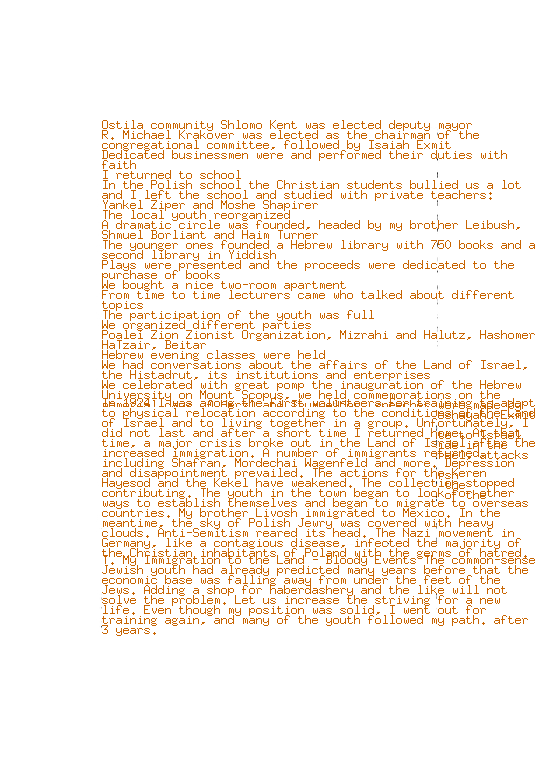 Ostila community Shlomo Kent was elected deputy mayor
R. Michael Krakover was elected as the chairman of the
congregational committee, followed by Isaiah Exmit
Dedicated businessmen were and performed their duties with
faith
I returned to school
In the Polish school the Christian students bullied us a lot
and I left the school and studied with private teachers:
Yankel Ziper and Moshe Shapirer
The local youth reorganized
A dramatic circle was founded, headed by my brother Leibush,
Shmuel Borliant and Haim Turner
The younger ones founded a Hebrew library with 750 books and a
second library in Yiddish
Plays were presented and the proceeds were dedicated to the
purchase of books
We bought a nice two-room apartment
From time to time lecturers came who talked about different
topics
The participation of the youth was full
We organized different parties
Poalei Zion Zionist Organization, Mizrahi and Halutz, Hashomer
HaTzair, Beitar
Hebrew evening classes were held
We had conversations about the affairs of the Land of Israel,
the Histadrut, its institutions and enterprises
We celebrated with great pomp the inauguration of the Hebrew
University on Mount Scopus, we held commemorations on the
In 1924 I was among the first volunteers for training to adapt
to physical relocation according to the conditions of the Land
of Israel and to living together in a group. Unfortunately, I
did not last and after a short time I returned home. At that
time, a major crisis broke out in the Land of Israel after the
increased immigration. A number of immigrants returned,
including Shafran, Mordechai Wagenfeld and more. Depression
and disappointment prevailed. The actions for the Keren
Hayesod and the Kekel have weakened. The collection stopped
contributing. The youth in the town began to look for other
ways to establish themselves and began to migrate to overseas
countries. My brother Livosh immigrated to Mexico. In the
meantime, the sky of Polish Jewry was covered with heavy
clouds, Anti-Semitism reared its head. The Nazi movement in
Germany, like a contagious disease, infected the majority of
the Christian inhabitants of Poland with the germs of hatred.
T. My Immigration to the Land - Bloody Events The common-sense
Jewish youth had already predicted many years before that the
economic base was falling away from under the feet of the
Jews. Adding a shop for haberdashery and the like will not
solve the problem. Let us increase the striving for a new
life. Even though my position was solid, I went out for
training again, and many of the youth followed my path. after
3 years.